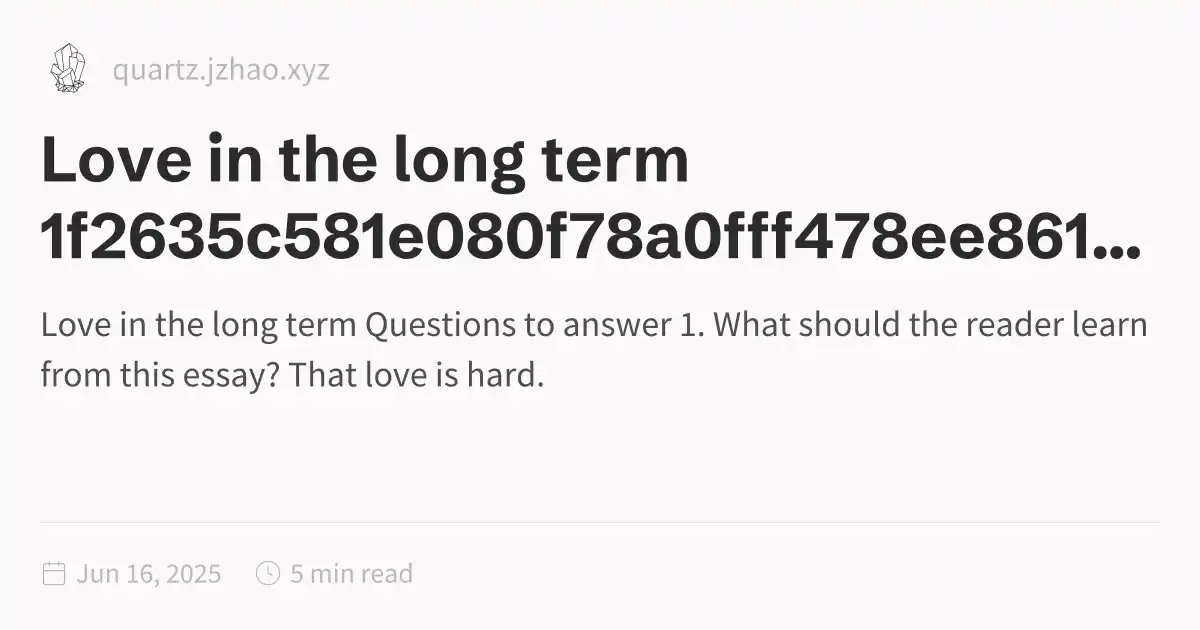 quartz.jzhao.xyz
Love in the long term
1f2635c581e080f78a0fff478ee861...
Love in the long term Questions to answer 1. What should the reader learn
from this essay? That love is hard.
Jun 16, 2025 5 min read